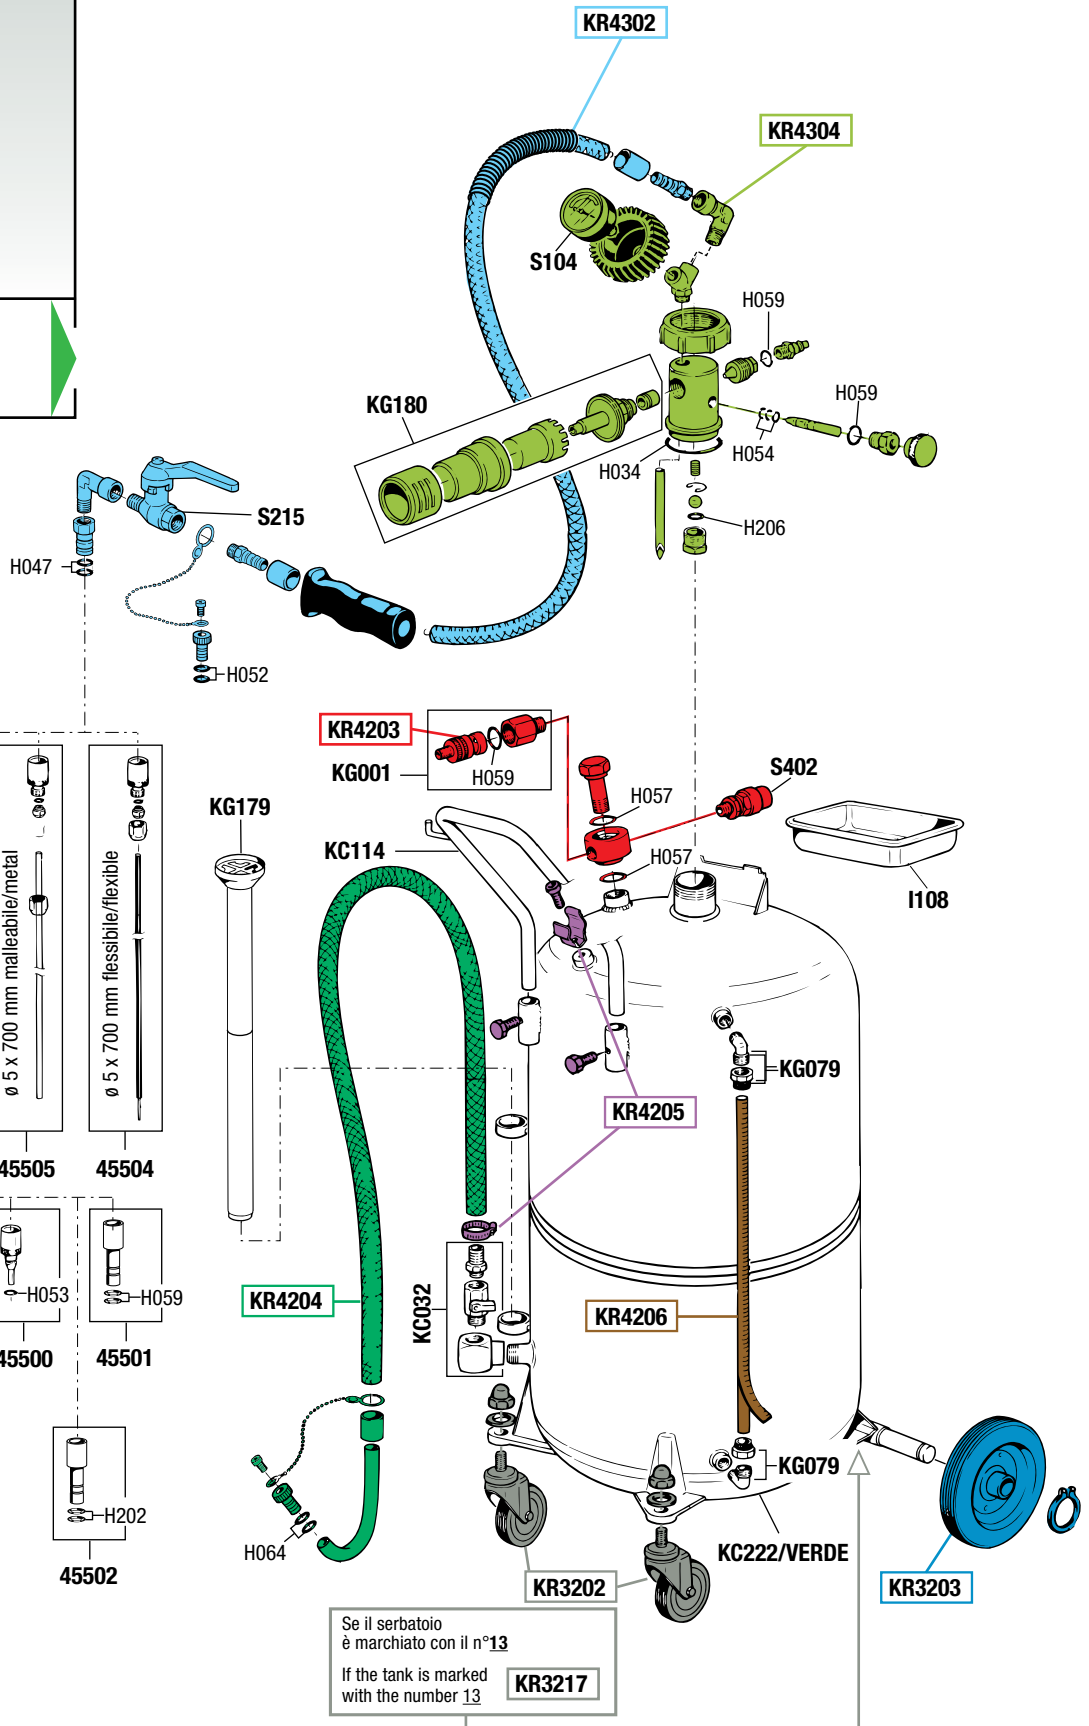 KR4302
KR4304
S104
H059
KG180
H059
H054
H034
H206
S215
H047
H052
KR4203
KG001
H059
S402
H057
H057
KG179
KC114
I108
ø 5 x 700 mm malleabile/metal
ø 5 x 700 mm flessibile/flexible
KG079
KR4205
45505
45504
H053
H059
KR4204
KC032
KR4206
45500
45501
KG079
H202
H064
45502
KC222/VERDE
KR3202
KR3203
Se il serbatoio
è marchiato con il n°13
If the tank is marked
with the number 13
KR3217